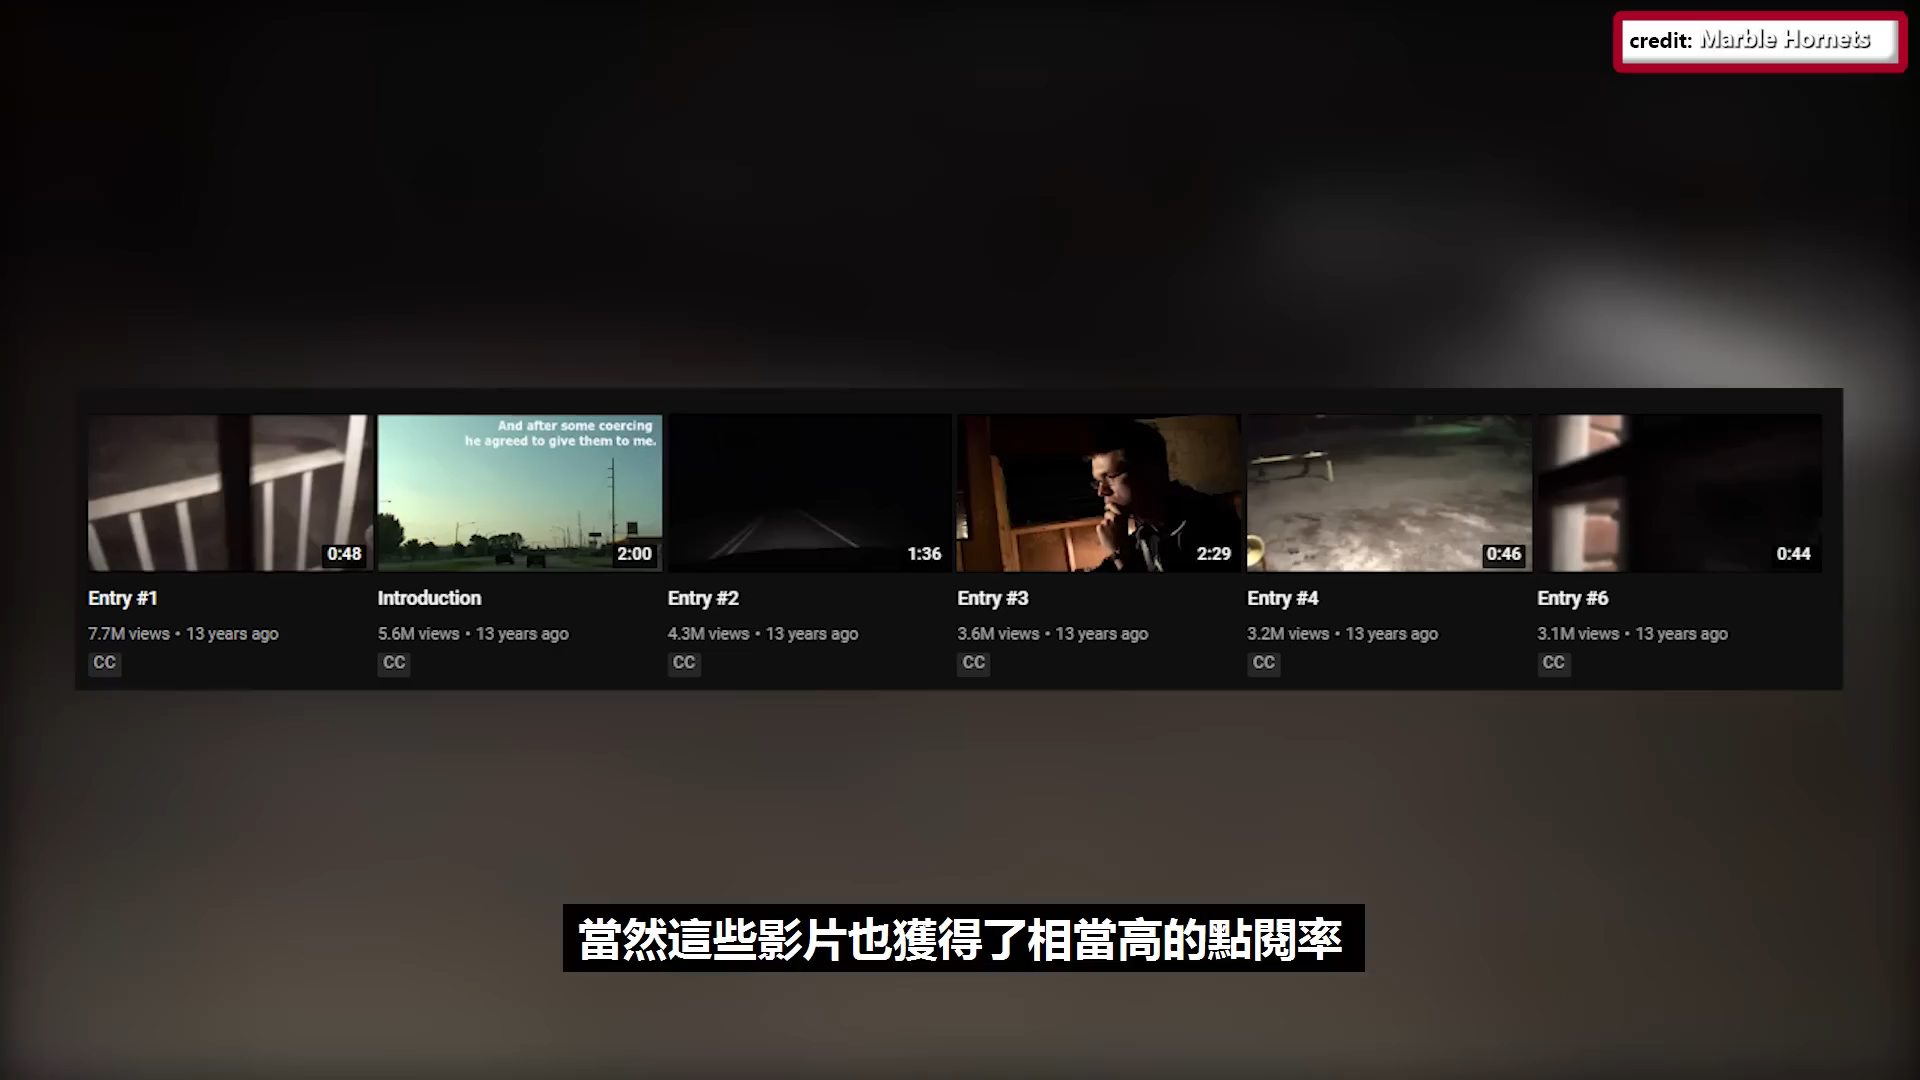 credit: Marble Hornets
And after some coercing
he agreed to give them to me.
0:48
2:00
1:36
2:29
0:46
0:44
Entry #1
Introduction
Entry #2
Entry #3
Entry #4
Entry #6
7.7M views • 13 years ago
5.6M views • 13 years ago
4.3M views • 13 years ago
3.6M views • 13 years ago
3.2M views • 13 years ago
3.1M views • 13 years ago
CC
CC
CC
CC
CC
CC
當然這些影片也獲得了相當高的點閱率